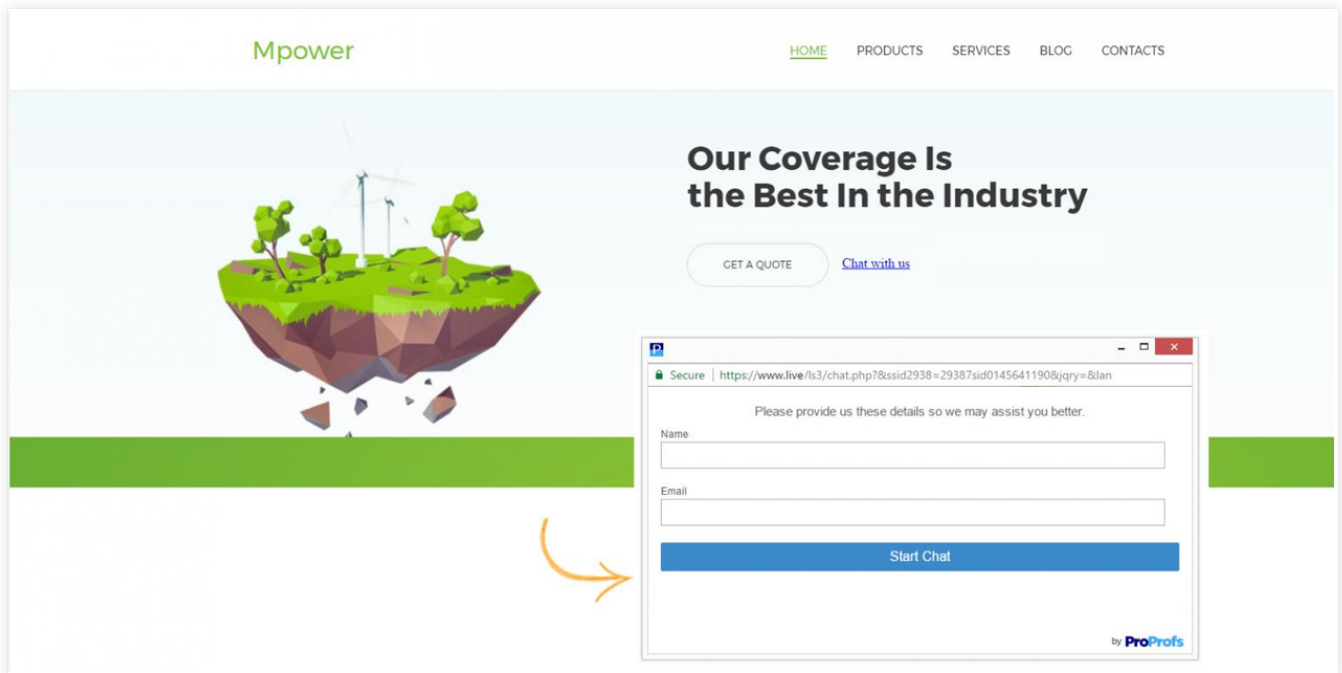 Mpower
HOME PRODUCTS SERVICES BLOG CONTACTS
Our Coverage Is
the Best In the Industry
GET A QUOTE Chat with us
P
Secure | https://www.live/ls3/chat.php?&ssid2938=29387sid0145641190&jqry=&lan
Please provide us these details so we may assist you better.
Name
Email
Start Chat
by ProProfs